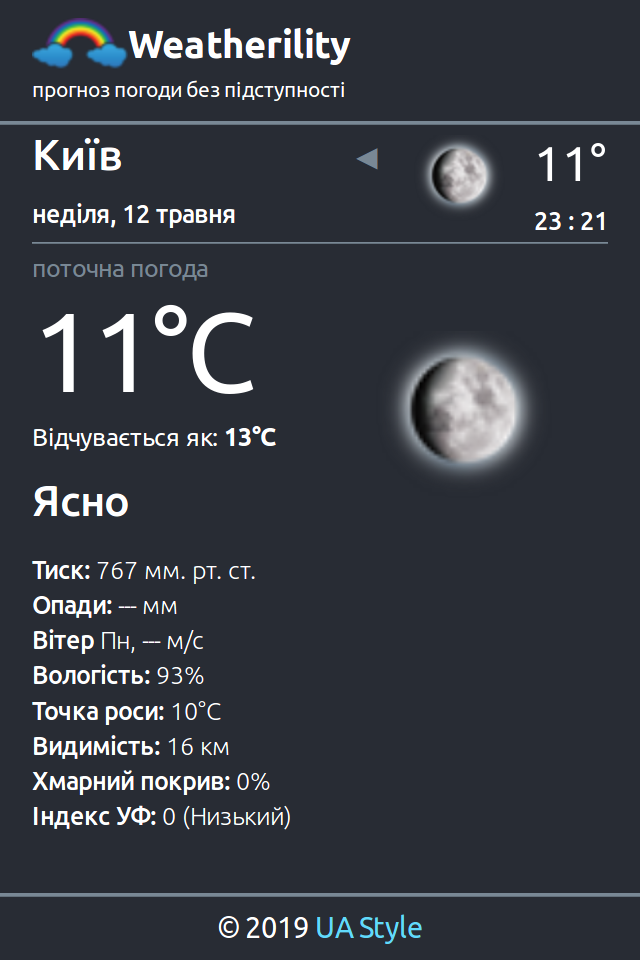 Weatherility
прогноз погоди без підступності
Київ
11°
неділя, 12 травня
23 : 21
поточна погода
11°C
Відчувається як: 13°C
Ясно
Тиск: 767 мм. рт. ст.
Опади: --- мм
Вітер Пн, --- м/с
Вологість: 93%
Точка роси: 10°C
Видимість: 16 км
Хмарний покрив: 0%
Індекс УФ: 0 (Низький)
© 2019 UA Style